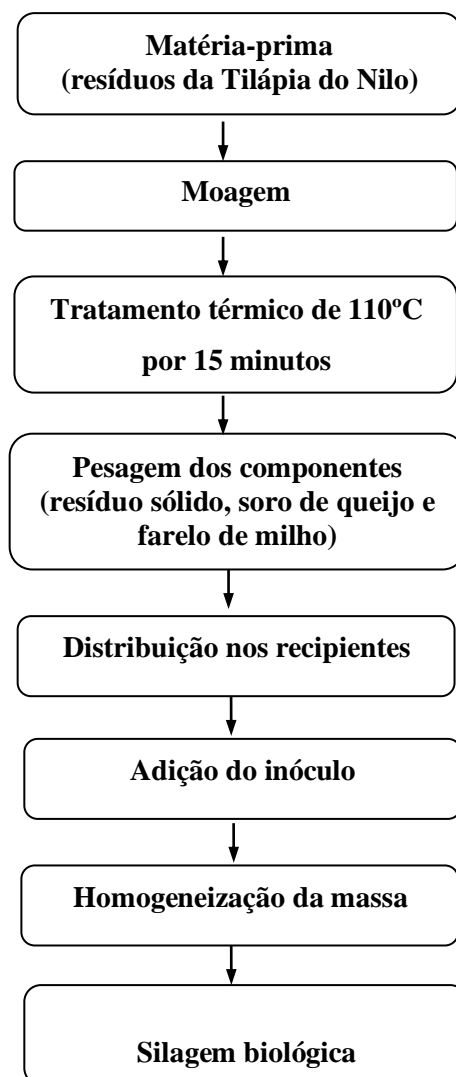 Matéria-prima
(resíduos da Tilápia do Nilo)
Moagem
Tratamento térmico de 110ºC
por 15 minutos
Pesagem dos componentes
(resíduo sólido, soro de queijo e
farelo de milho)
Distribuição nos recipientes
Adição do inóculo
Homogeneização da massa
Silagem biológica